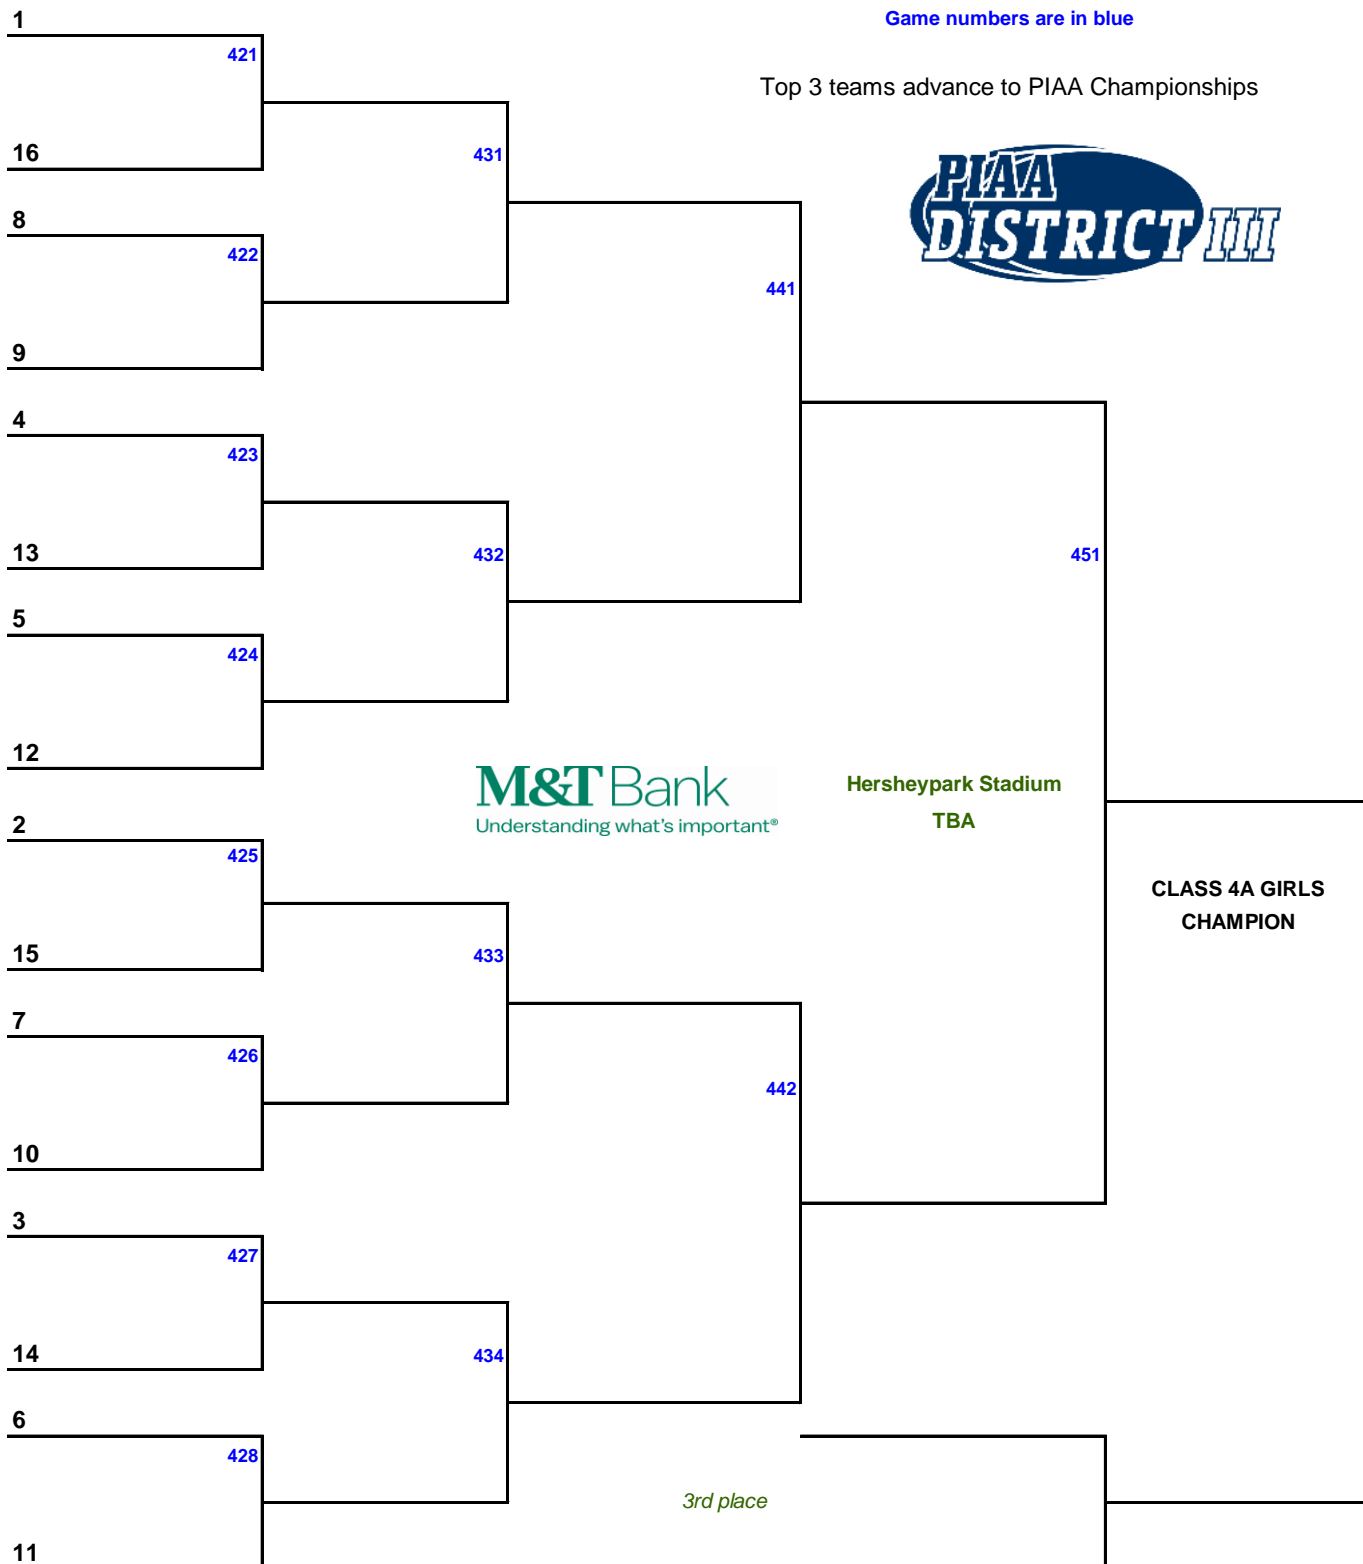 1
Game numbers are in blue
421
Top 3 teams advance to PIAA Championships
16
431
PIAA
DISTRICT III
8
422
441
9
4
423
13
432
451
5
424
12
M&T Bank
Understanding what's important®
Hersheypark Stadium
TBA
2
425
CLASS 4A GIRLS
CHAMPION
15
433
7
426
442
10
3
427
14
434
6
428
3rd place
11